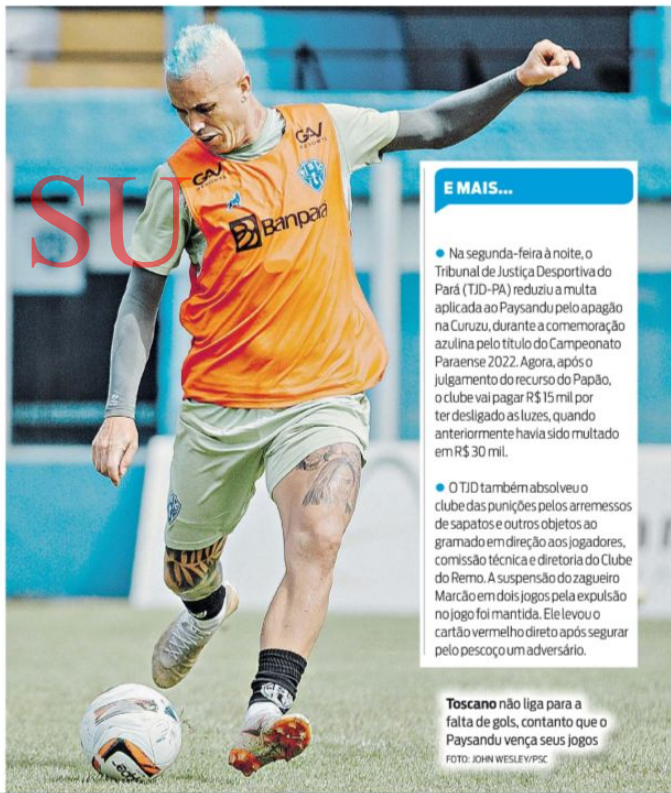 SU
GAV
RESORTS
GAV
RESORTS
Banpará
E MAIS...
Na segunda-feira à noite, o
Tribunal de Justiça Desportiva do
Pará (TJD-PA) reduziu a multa
aplicada ao Paysandu pelo apagão
na Curuzu, durante a comemoração
azulina pelo título do Campeonato
Paraense 2022. Agora, após o
julgamento do recurso do Papão,
o clube vai pagar R$ 15 mil por
ter desligado as luzes, quando
anteriormente havia sido multado
em R$ 30 mil.
O TJD também absolveu o
clube das punições pelos arremessos
de sapatos e outros objetos ao
gramado em direção aos jogadores,
comissão técnica e diretoria do Clube
do Remo. A suspensão do zagueiro
Marcão em dois jogos pela expulsão
no jogo foi mantida. Ele levou o
cartão vermelho direto após segurar
pelo pescoço um adversário.
Toscano não liga para a
falta de gols, contanto que o
Paysandu vença seus jogos
FOTO: JOHN WESLEY/PSC